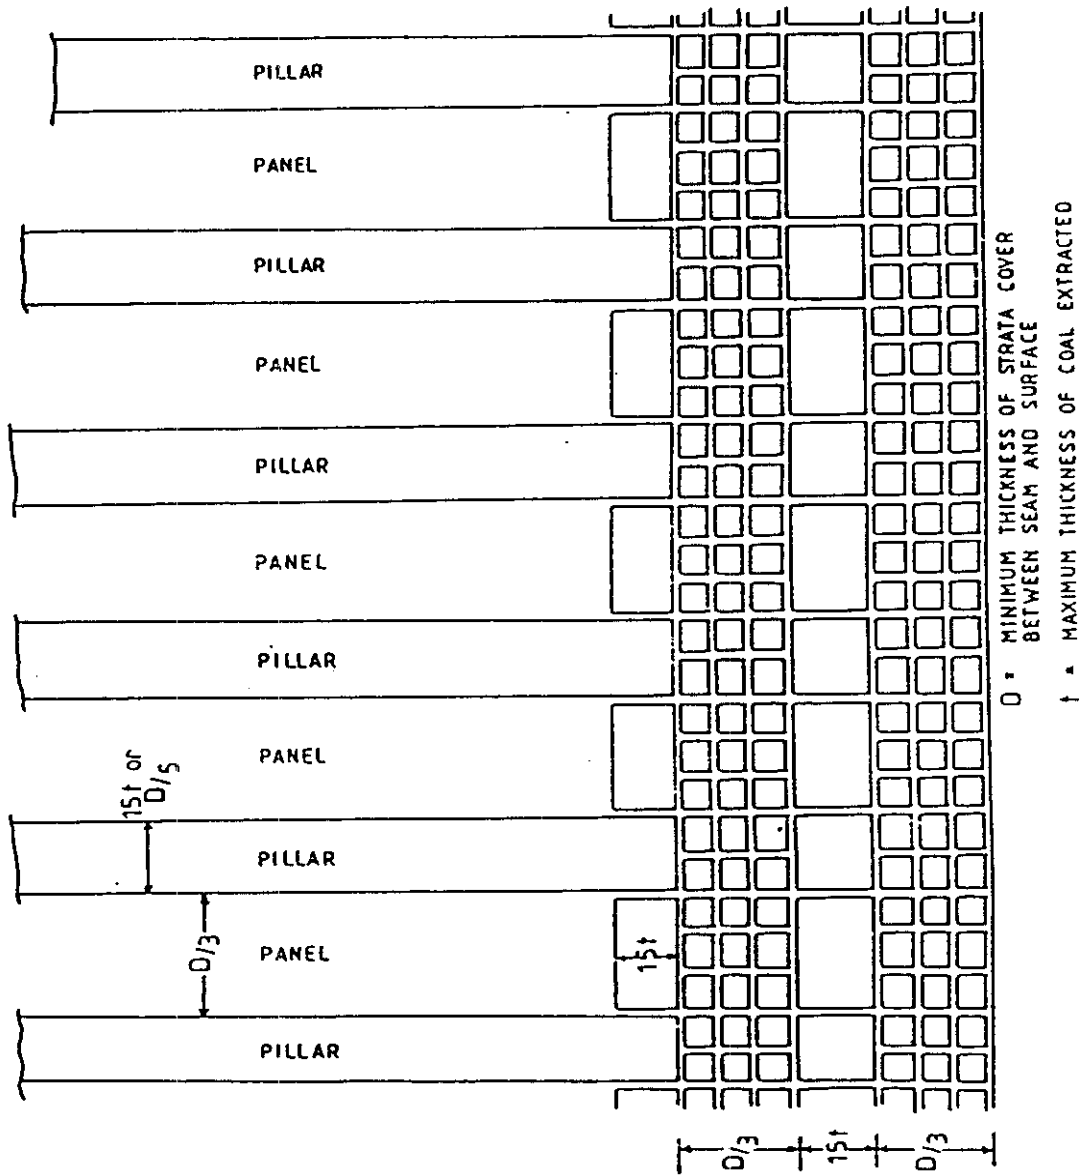 PILLAR
PANEL
PILLAR
PANEL
PILLAR
PANEL
PILLAR
PANEL
15t or
D/5
PILLAR
D/3
PANEL
15t
PILLAR
D/3
15t
D/3
D = MINIMUM THICKNESS OF STRATA COVER
BETWEEN SEAM AND SURFACE
t = MAXIMUM THICKNESS OF COAL EXTRACTED